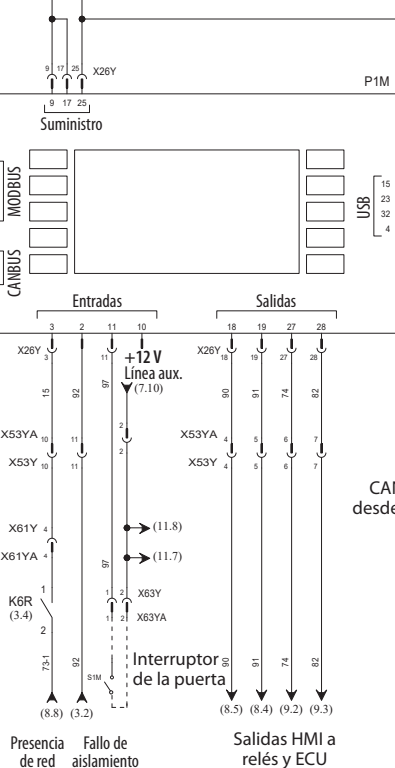 9 17 25 X26Y
P1M
9 17 25
Suministro
MODBUS
CANBUS
USB
15
23
32
4
Entradas
Salidas
3 2 11 10
18 19 27 28
X26Y 3 11
X26Y 18 19 27 28
+12 V
Línea aux.
(7.10)
15 92 97
90 91 74 82
2
X53YA 10 11
X53YA 4 5 6 7
X53Y 10 11 2
X53Y 4 5 6 7
CAN
desde
X61Y 4
(11.8)
X61YA 4
(11.7)
97
K6R
(3.4)
1
2
1 2 X63Y
1 2 X63YA
73-1 92
S1M
Interruptor
de la puerta
90 91 74 82
(8.8) (3.2)
(8.5) (8.4) (9.2) (9.3)
Presencia
de red
Fallo de
aislamiento
Salidas HMI a
relés y ECU